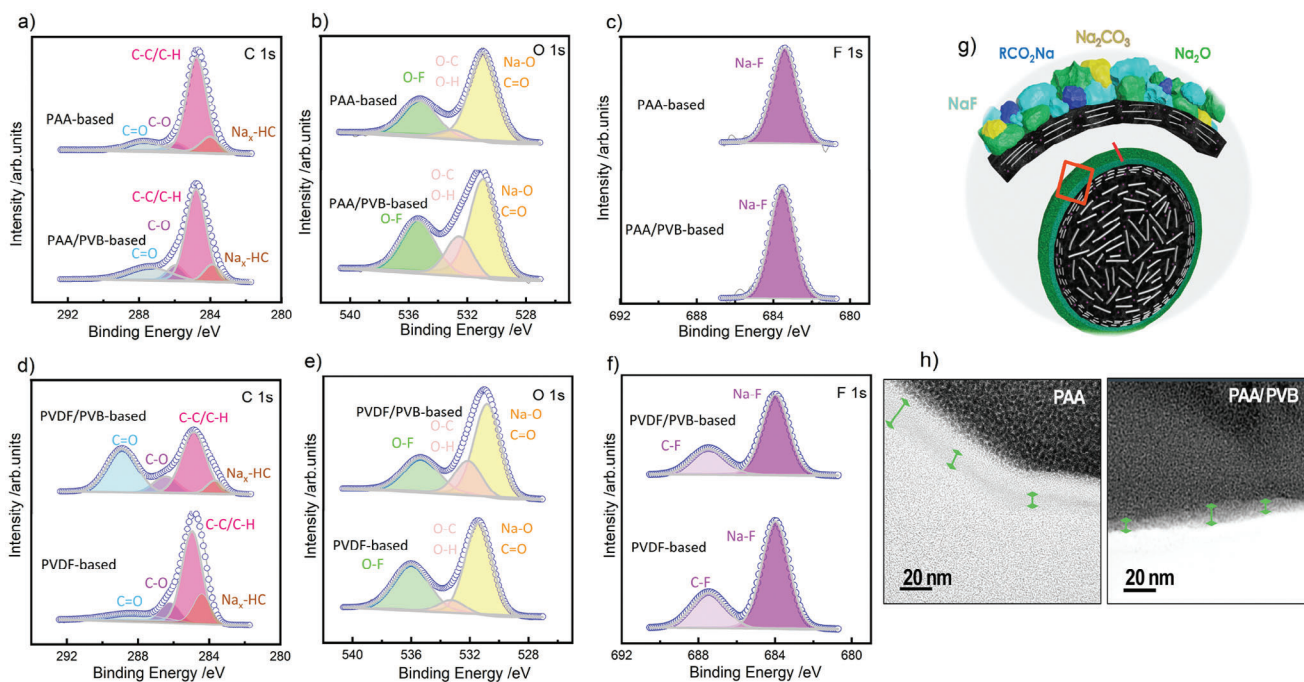 a)
C 1s
C-C/C-H
PAA-based
C-O
C=O
Naₓ-HC
C-C/C-H
PAA/PVB-based
C-O
C=O
Naₓ-HC
Intensity /arb.units
292 288 284 280
Binding Energy /eV
b)
O 1s
O-C
O-H
Na-O
C=O
O-F
PAA-based
O-C
O-H
Na-O
C=O
PAA/PVB-based
O-F
Intensity /arb.units
540 536 532 528
Binding Energy /eV
c)
F 1s
Na-F
PAA-based
Na-F
PAA/PVB-based
Intensity /arb.units
692 688 684 680
Binding Energy /eV
g)
Na₂CO₃
RCO₂Na
Na₂O
NaF
d)
C 1s
PVDF/PVB-based
C-C/C-H
C=O
C-O
Naₓ-HC
C-C/C-H
PVDF-based
C-O
C=O
Naₓ-HC
Intensity /arb.units
292 288 284 280
Binding Energy /eV
e)
O 1s
PVDF/PVB-based
O-C
O-H
Na-O
C=O
O-F
O-C
O-H
Na-O
C=O
PVDF-based
O-F
Intensity /arb.units
540 536 532 528
Binding Energy /eV
f)
F 1s
Na-F
PVDF/PVB-based
C-F
Na-F
PVDF-based
C-F
Intensity /arb.units
692 688 684 680
Binding Energy /eV
h)
PAA
20 nm
PAA/PVB
20 nm